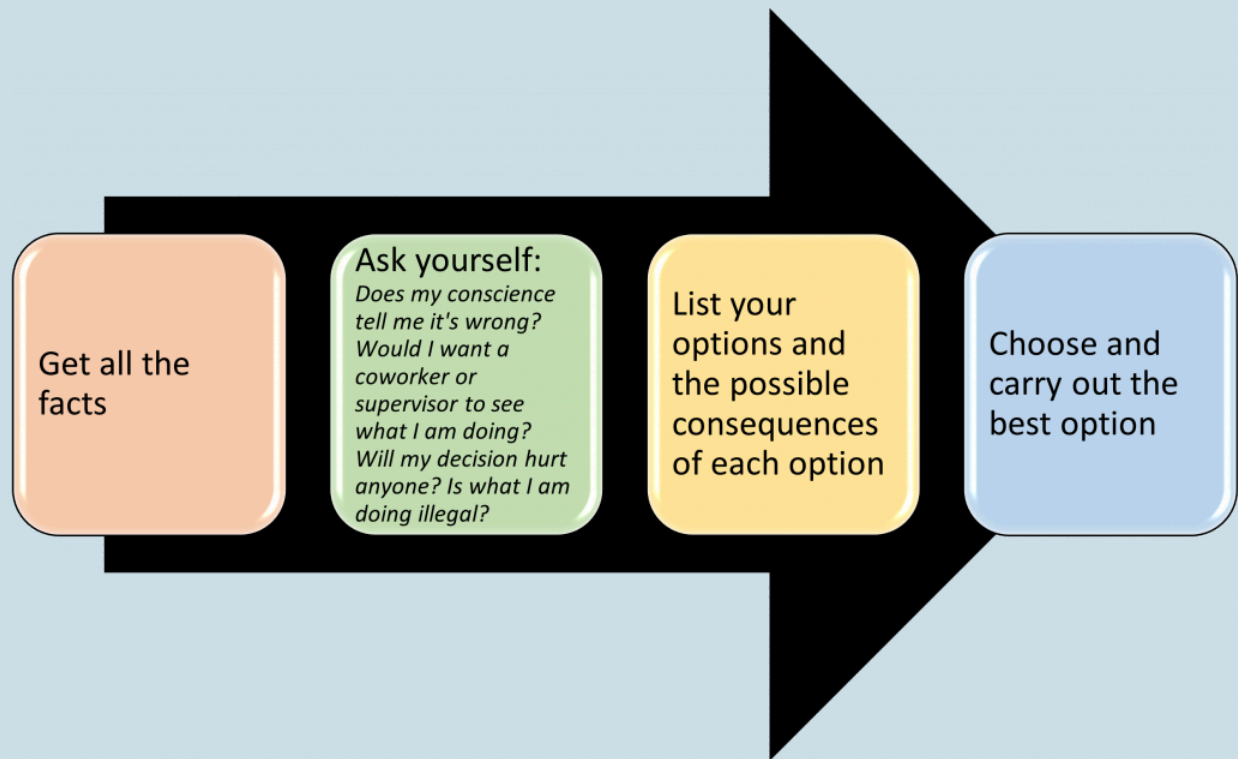 Get all the
facts
Ask yourself:
Does my conscience
tell me it's wrong?
Would I want a
coworker or
supervisor to see
what I am doing?
Will my decision hurt
anyone? Is what I am
doing illegal?
List your
options and
the possible
consequences
of each option
Choose and
carry out the
best option